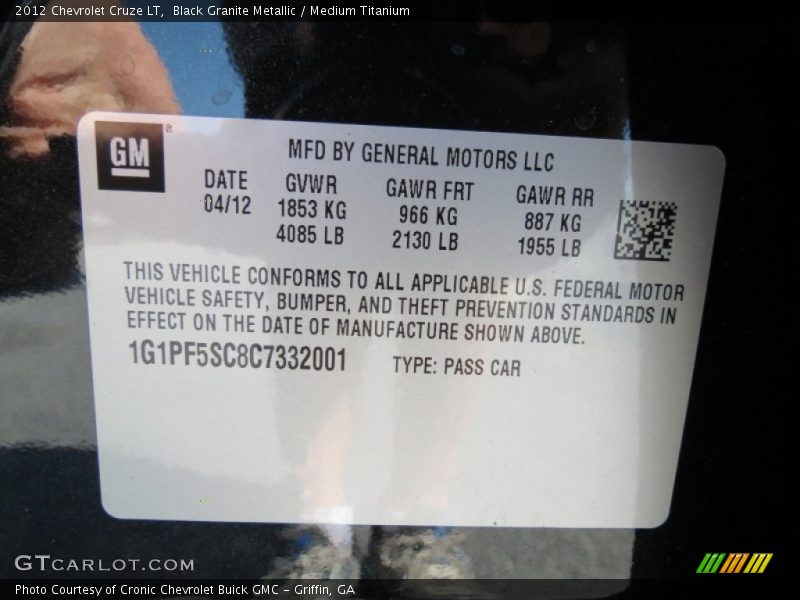 2012 Chevrolet Cruze LT, Black Granite Metallic / Medium Titanium
GM®
MFD BY GENERAL MOTORS LLC
DATE GVWR GAWR FRT GAWR RR
04/12 1853 KG 966 KG 887 KG
4085 LB 2130 LB 1955 LB
THIS VEHICLE CONFORMS TO ALL APPLICABLE U.S. FEDERAL MOTOR
VEHICLE SAFETY, BUMPER, AND THEFT PREVENTION STANDARDS IN
EFFECT ON THE DATE OF MANUFACTURE SHOWN ABOVE.
1G1PF5SC8C7332001 TYPE: PASS CAR
GTCARLOT.COM
Photo Courtesy of Cronic Chevrolet Buick GMC – Griffin, GA